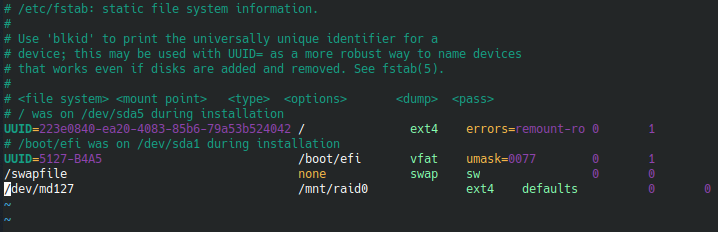 # /etc/fstab: static file system information.
#
# Use 'blkid' to print the universally unique identifier for a
# device; this may be used with UUID= as a more robust way to name devices
# that works even if disks are added and removed. See fstab(5).
#
# <file system> <mount point>   <type>  <options>       <dump>  <pass>
# / was on /dev/sda5 during installation
UUID=223e0840-ea20-4083-85b6-79a53b524042 /               ext4    errors=remount-ro 0       1
# /boot/efi was on /dev/sda1 during installation
UUID=5127-B4A5                            /boot/efi       vfat    umask=0077        0       1
/swapfile                                 none            swap    sw                0       0
/dev/md127                                /mnt/raid0              ext4    defaults          0       0
~
~